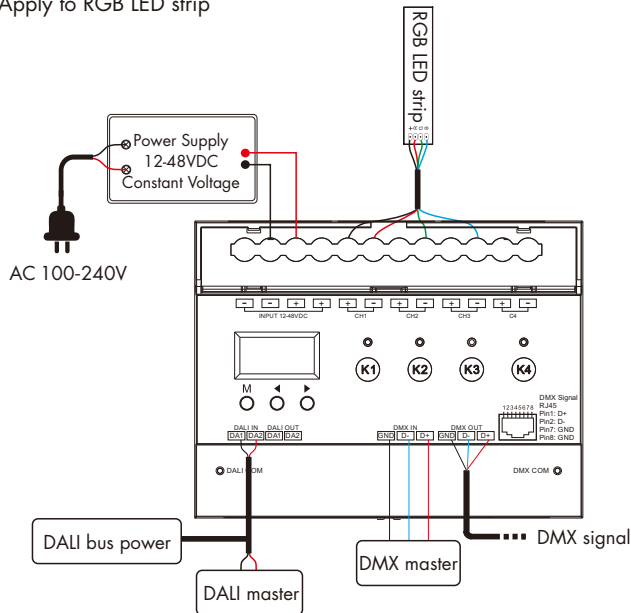 Apply to RGB LED strip
RGB LED strip
+ R G B
Power Supply
12-48VDC
Constant Voltage
AC 100-240V
- - + + + - + - + - + -
INPUT 12-48VDC CH1 CH2 CH3 C4
K1 K2 K3 K4
M
DMX Signal
RJ45
Pin1: D+
Pin2: D-
Pin7: GND
Pin8: GND
12345678
DALI IN DALI OUT DMX IN DMX OUT
DA1 DA2 DA1 DA2 GND D- D+ GND D- D+
DALI COM DMX COM
DALI bus power
DMX signal
DMX master
DALI master